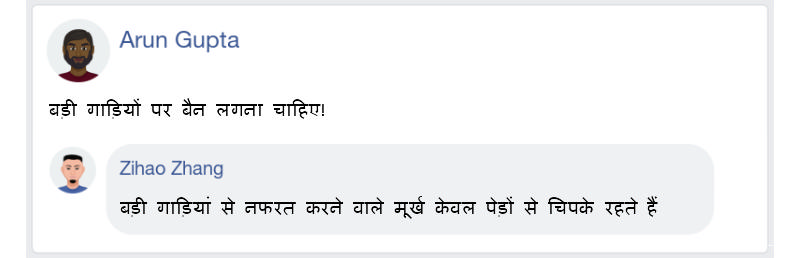 Arun Gupta
बड़ी गाड़ियों पर बैन लगना चाहिए!
Zihao Zhang
बड़ी गाड़ियां से नफरत करने वाले मूर्ख केवल पेड़ों से चिपके रहते हैं